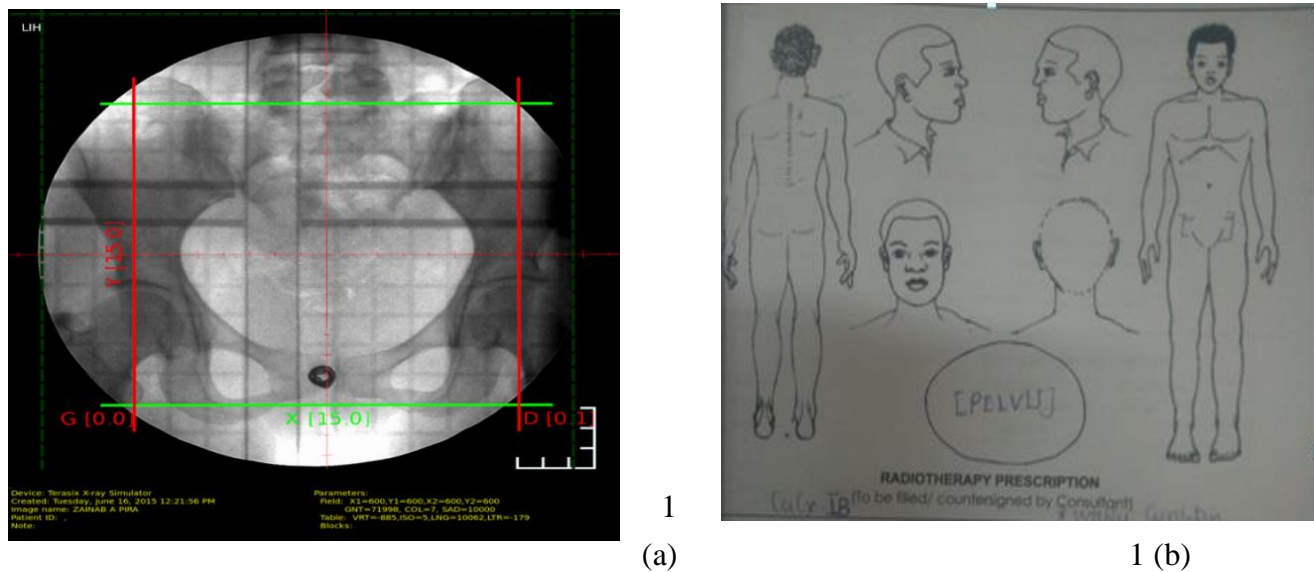 LIH
Y [15.0]
G [0.0]
X [15.0]
D [0.1]
Device: Terasix X-ray Simulator
Created: Tuesday, June 16, 2015 12:21:56 PM
Image name: ZAINAB A PIRA
Patient ID: ,
Note:
Parameters:
Field: X1=600,Y1=600,X2=600,Y2=600
GNT=71998, COL=7, SAD=10000
Table: VRT=-885,ISO=5,LNG=10062,LTR=-179
Blocks:
[PELVIS]
RADIOTHERAPY PRESCRIPTION
(To be filled/ countersigned by Consultant)
CaCx IB
1
(a)
1 (b)